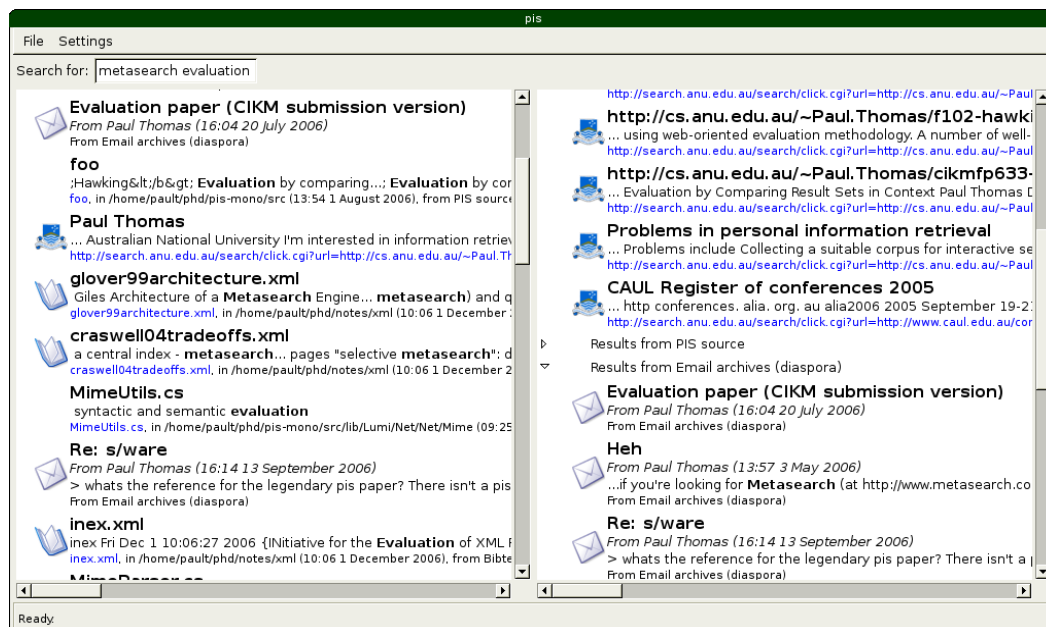 pis
File Settings
Search for: metasearch evaluation
Evaluation paper (CIKM submission version)
From Paul Thomas (16:04 20 July 2006)
From Email archives (diaspora)
foo
;Hawking&lt;/b&gt; Evaluation by comparing...; Evaluation by cor
foo, in /home/pault/phd/pis-mono/src (13:54 1 August 2006), from PIS source
Paul Thomas
... Australian National University I'm interested in information retriev
http://search.anu.edu.au/search/click.cgi?url=http://cs.anu.edu.au/~Paul.Th
glover99architecture.xml
Giles Architecture of a Metasearch Engine... metasearch) and q
glover99architecture.xml, in /home/pault/phd/notes/xml (10:06 1 December 2
craswell04tradeoffs.xml
a central index - metasearch... pages "selective metasearch": d
craswell04tradeoffs.xml, in /home/pault/phd/notes/xml (10:06 1 December 2
MimeUtils.cs
syntactic and semantic evaluation
MimeUtils.cs, in /home/pault/phd/pis-mono/src/lib/Lumi/Net/Net/Mime (09:25
Re: s/ware
From Paul Thomas (16:14 13 September 2006)
> whats the reference for the legendary pis paper? There isn't a pis
From Email archives (diaspora)
inex.xml
inex Fri Dec 1 10:06:27 2006 {INitiative for the Evaluation of XML F
inex.xml, in /home/pault/phd/notes/xml (10:06 1 December 2006), from Bibte
MimeParser.cs
http://search.anu.edu.au/search/click.cgi?url=http://cs.anu.edu.au/~Paul
http://cs.anu.edu.au/~Paul.Thomas/f102-hawki
... using web-oriented evaluation methodology. A number of well-
http://search.anu.edu.au/search/click.cgi?url=http://cs.anu.edu.au/~Paul
http://cs.anu.edu.au/~Paul.Thomas/cikmfp633-
... Evaluation by Comparing Result Sets in Context Paul Thomas D
http://search.anu.edu.au/search/click.cgi?url=http://cs.anu.edu.au/~Paul
Problems in personal information retrieval
... Problems include Collecting a suitable corpus for interactive se
http://search.anu.edu.au/search/click.cgi?url=http://cs.anu.edu.au/~Paul
CAUL Register of conferences 2005
... http conferences. alia. org. au alia2006 2005 September 19-21
http://search.anu.edu.au/search/click.cgi?url=http://www.caul.edu.au/cor
Results from PIS source
Results from Email archives (diaspora)
Evaluation paper (CIKM submission version)
From Paul Thomas (16:04 20 July 2006)
From Email archives (diaspora)
Heh
From Paul Thomas (13:57 3 May 2006)
...if you're looking for Metasearch (at http://www.metasearch.co
From Email archives (diaspora)
Re: s/ware
From Paul Thomas (16:14 13 September 2006)
> whats the reference for the legendary pis paper? There isn't a
From Email archives (diaspora)
Ready.